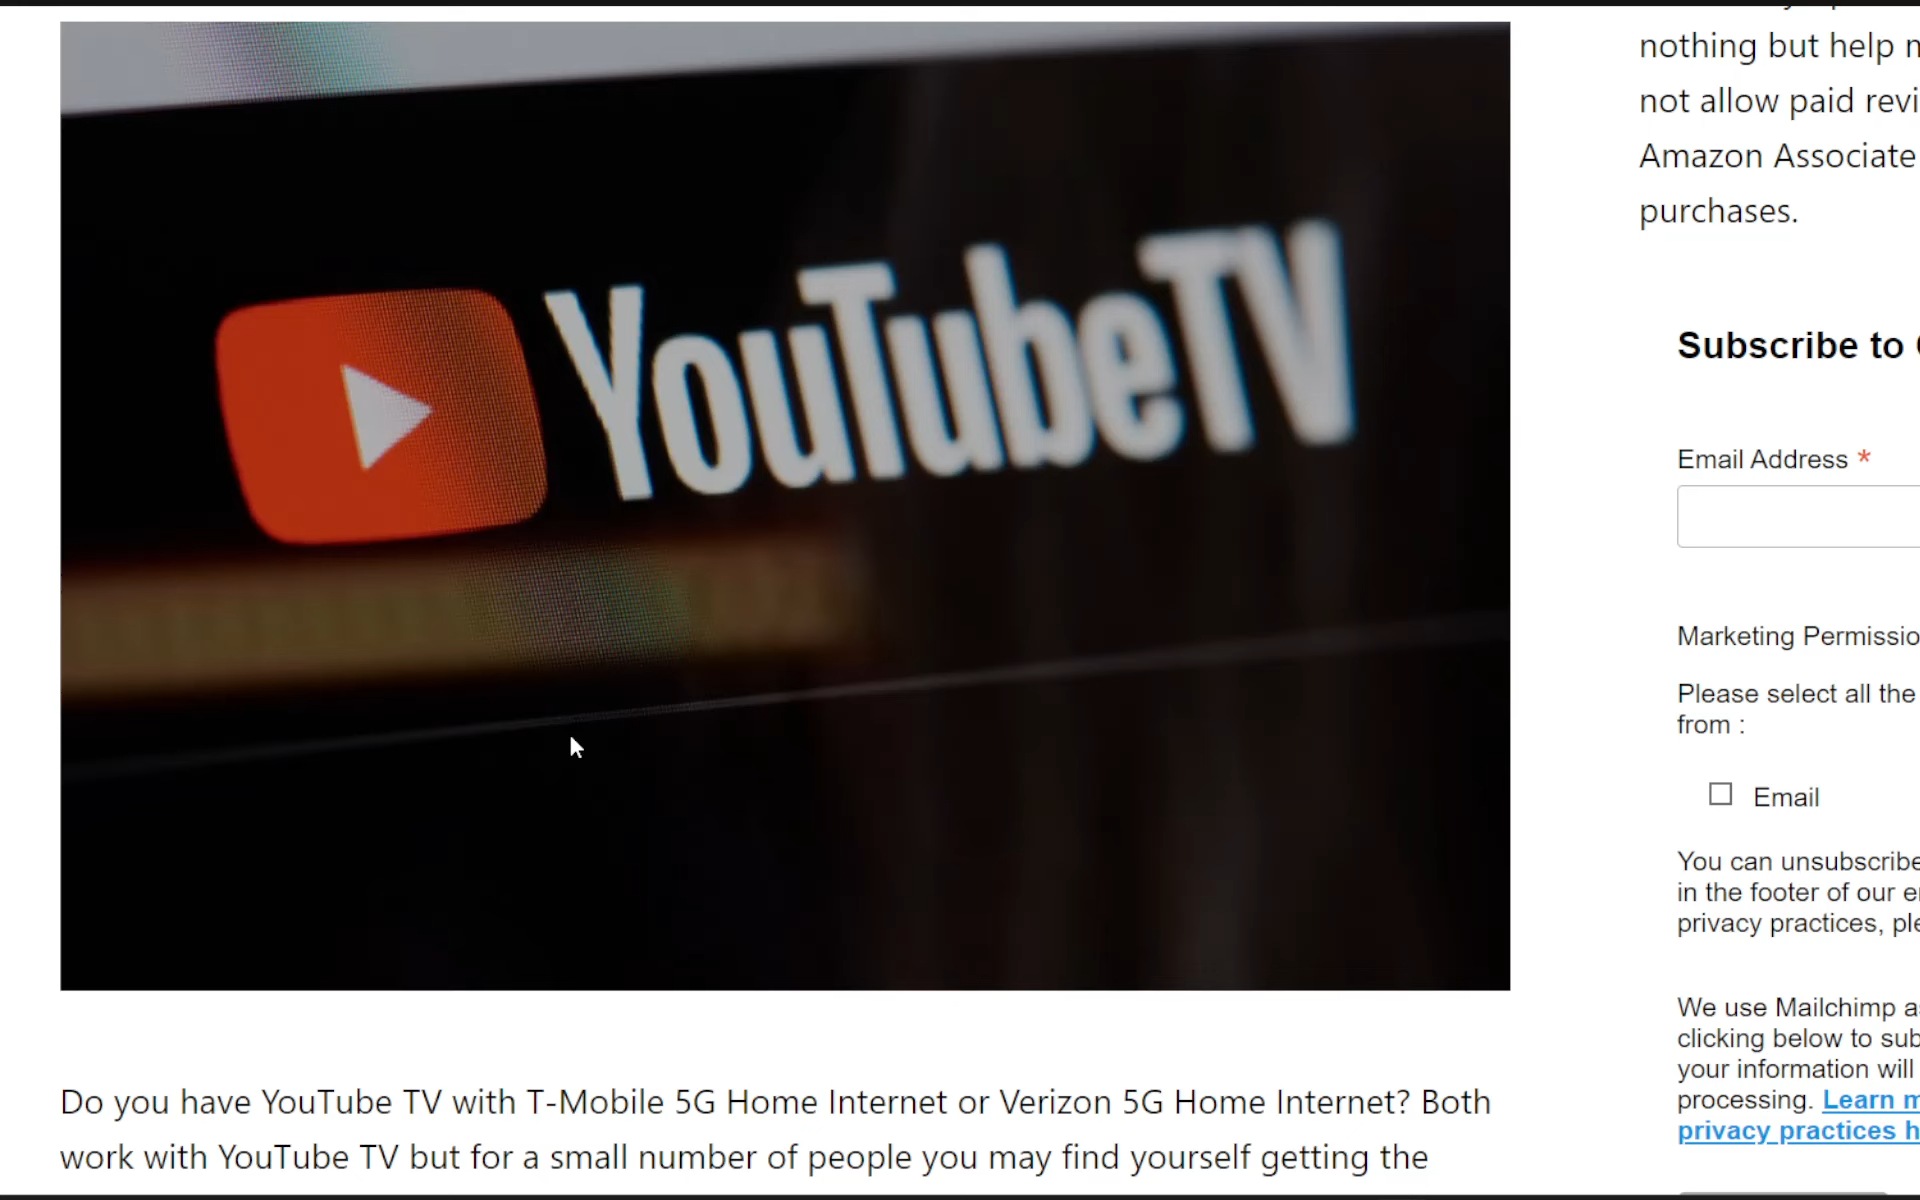 YouTubeTV
Do you have YouTube TV with T-Mobile 5G Home Internet or Verizon 5G Home Internet? Both
work with YouTube TV but for a small number of people you may find yourself getting the
nothing but help
not allow paid
Amazon Associate
purchases.
Subscribe to
Email Address *
Marketing
Please select all the
from :
Email
You can unsubscribe
in the footer of our
privacy practices,
We use Mailchimp
clicking below to
your information will
processing. Learn
privacy practices